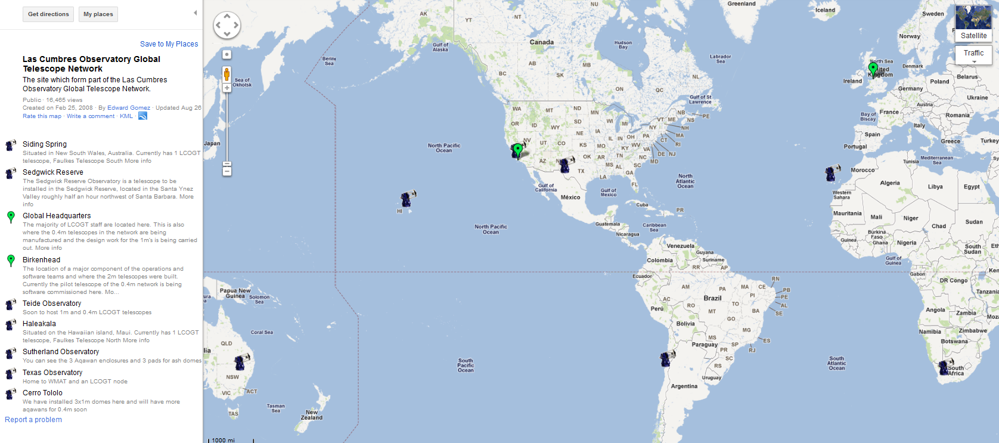 Get directions
My places
Save to My Places
Las Cumbres Observatory Global
Telescope Network
The site which form part of the Las Cumbres
Observatory Global Telescope Network.
Public · 16,465 views
Created on Feb 25, 2008 · By Edward Gomez · Updated Aug 26
Rate this map · Write a comment · KML ·
Siding Spring
Situated in New South Wales, Australia. Currently has 1 LCOGT
telescope, Faulkes Telescope South More info
Sedgwick Reserve
The Sedgwick Reserve Observatory is a telescope to be
installed in the Sedgwick Reserve, located in the Santa Ynez
Valley roughly half an hour northwest of Santa Barbara. More
info
Global Headquarters
The majority of LCOGT staff are located here. This is also
where the 0.4m telescopes in the network are being
manufactured and the design work for the 1m's is being carried
out. More info
Birkenhead
The location of a major component of the operations and
software teams and where the 2m telescopes were built.
Currently the pilot telescope of the 0.4m network is being
software commissioned here. Mo...
Teide Observatory
Soon to host 1m and 0.4m LCOGT telescopes
Haleakala
Situated on the Hawaiian island, Maui. Currently has 1 LCOGT
telescope, Faulkes Telescope North More info
Sutherland Observatory
You can see the 3 Aqawan enclosures and 3 pads for ash domes
Texas Observatory
Home to WMAT and an LCOGT node
Cerro Tololo
We have installed 3x1m domes here and will have more
aqawans for 0.4m soon
Report a problem
Satellite
Traffic
Greenland
Iceland
Sweden
Norway
NU
AK
YT
NT
Gulf of
Alaska
Canada
Hudson
Bay
Bering
Sea
Sea of
Okhotsk
Labrador
Sea
AB
MB
BC
SK
NL
ON
QC
North Sea
United
Kingdom
Denmark
Ireland
Poland
Belarus
Germany
Ukraine
Austria
France
Romania
Bay of
Biscay
Italy
Spain
Portugal
Greece
Turkey
Gulf of St
Lawrence
WA
MT
ND
MN
NB
PE
NS
OR
ID
WY
SD
WI
MI
VT
ME
NY
NH
MA
NV
UT
CO
NE
IL
IN
OH
PA
CT
RI
KS
MO
KY
WV
VA
DE
NJ
MD
AZ
OK
AR
TN
NC
TX
MS
AL
SC
GA
LA
FL
Japan
North Pacific
Ocean
North
Atlantic
Ocean
Gulf of
California
Gulf of
Mexico
México
Cuba
PR
HI
Caribbean
Sea
Guatemala
Nicaragua
North Pacific
Ocean
Tunisia
Mediterranean
Sea
Morocco
Algeria
Libya
Egypt
Western
Sahara
Mauritania
Mali
Niger
Chad
Sudan
Guinea
Burkina
Faso
Ghana
Nigeria
South
Sudan
Gulf of
Guinea
Gabon
DR Congo
Tanzania
Angola
Zambia
Namibia
Zimbabwe
Botswana
South
Africa
Venezuela
Guyana
Suriname
Colombia
RR
AP
Ecuador
AM
PA
MA
CE
RN
PB
PE
AL
SE
AC
PI
TO
RO
Brazil
MT
BA
Perú
GO
Bolivia
MG
ES
MS
SP
RJ
Paraguay
PR
SC
RS
Uruguay
Argentina
Papua New
Guinea
Solomon
Sea
Coral Sea
QLD
NSW
VIC
ACT
TAS
Tasman
Sea
New
Zealand
South
Pacific
Ocean
South
Atlantic
Ocean
1000 mi